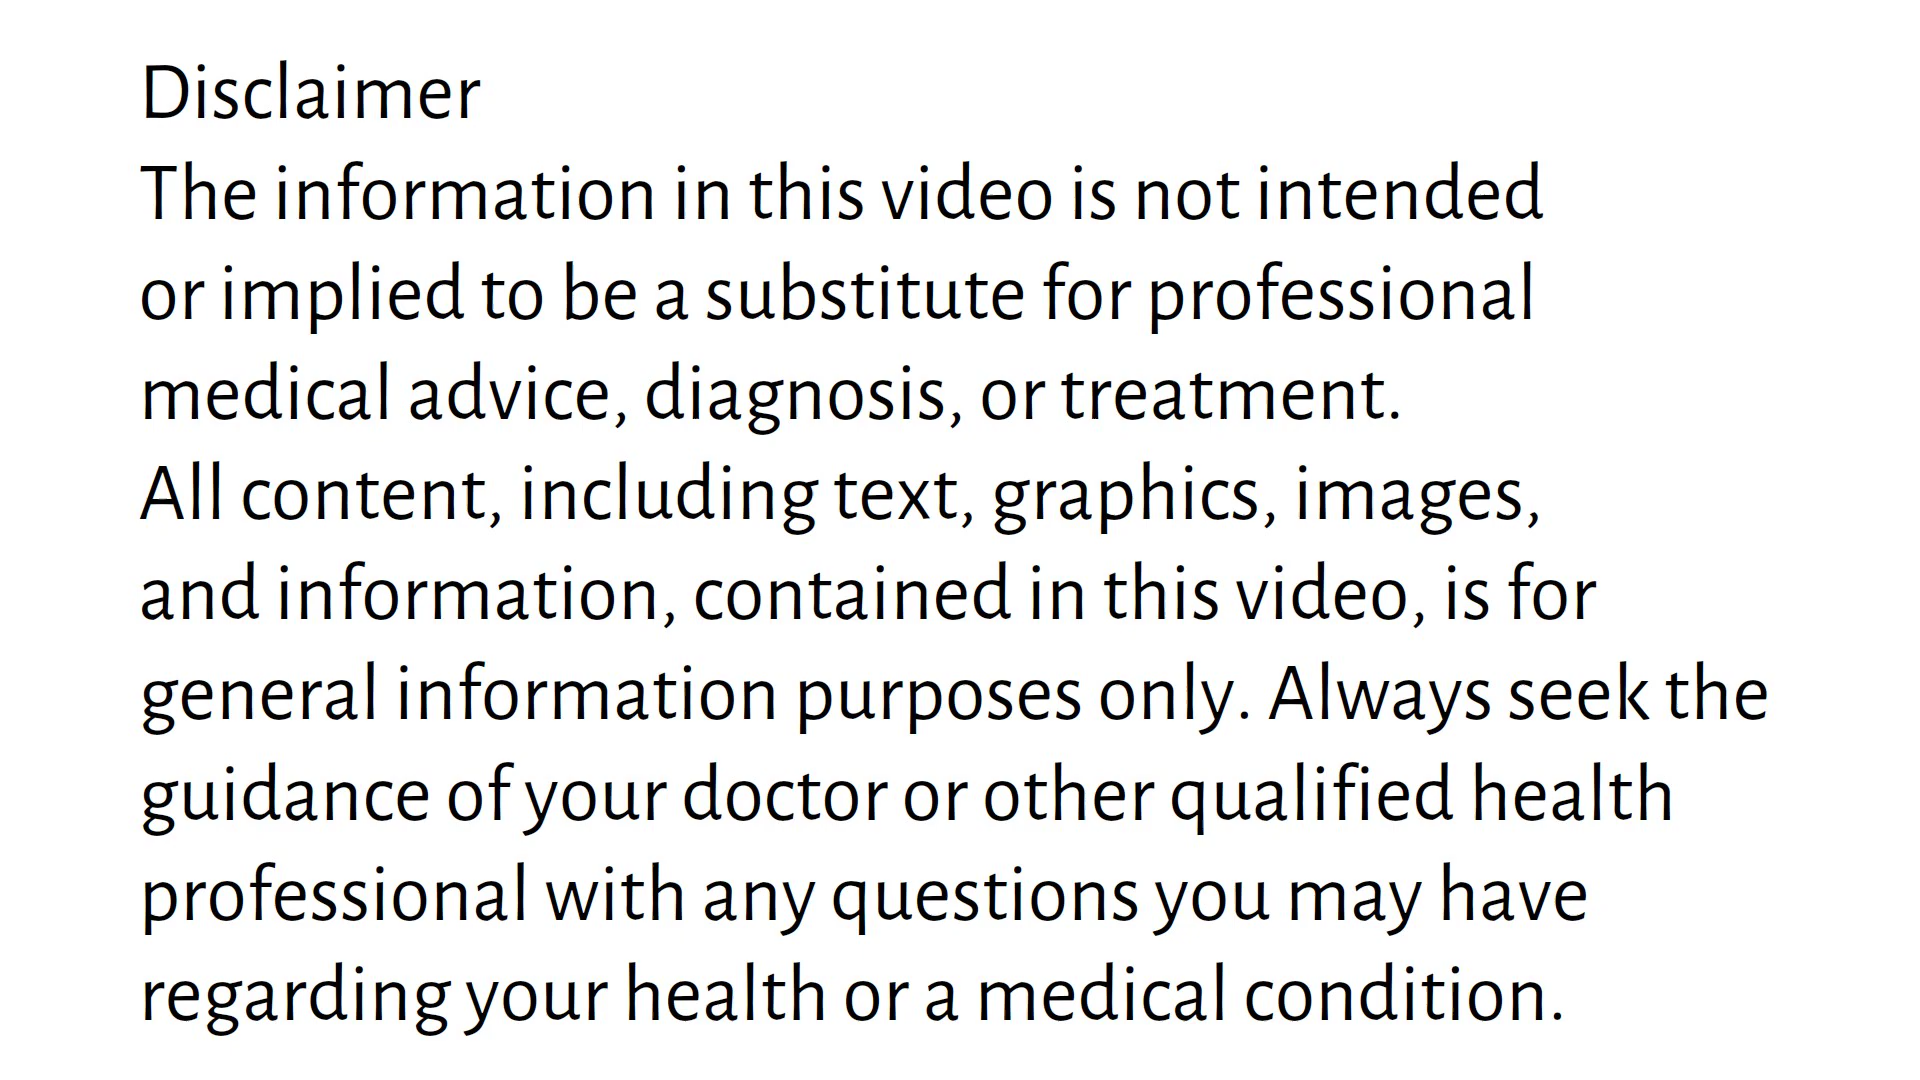 Disclaimer
The information in this video is not intended
or implied to be a substitute for professional
medical advice, diagnosis, or treatment.
All content, including text, graphics, images,
and information, contained in this video, is for
general information purposes only. Always seek the
guidance of your doctor or other qualified health
professional with any questions you may have
regarding your health or a medical condition.